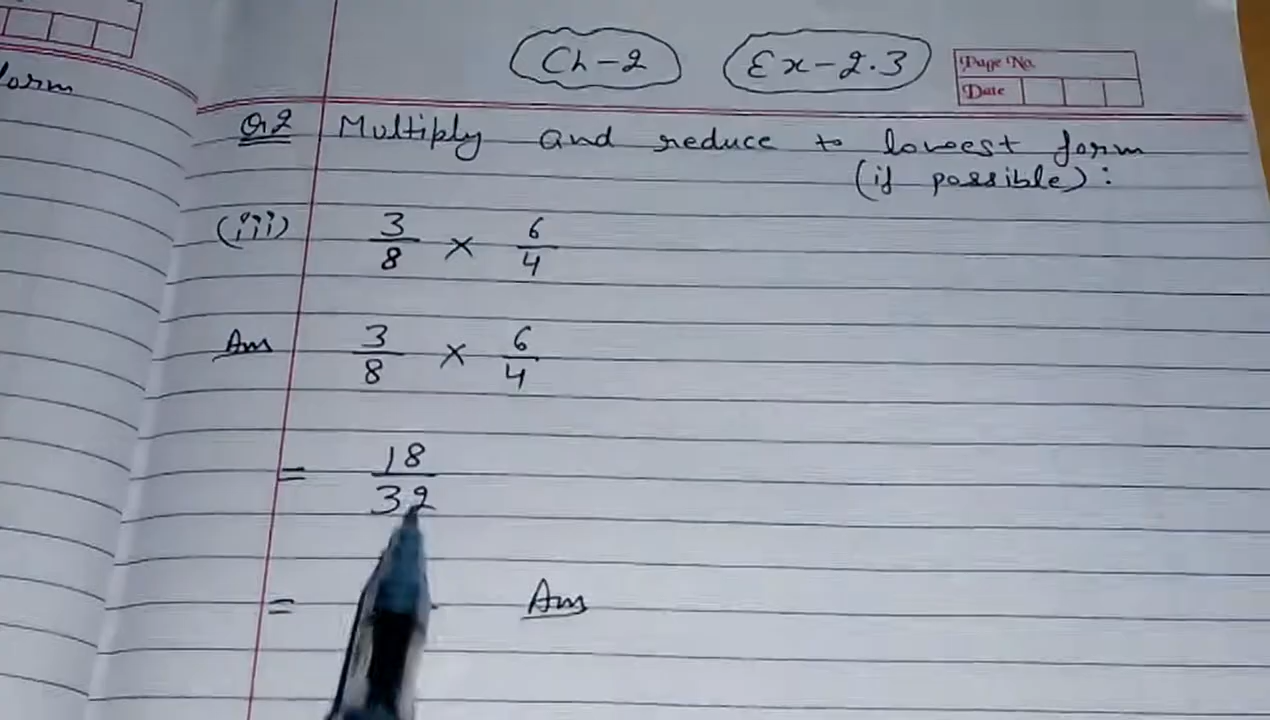 form
Ch-2 Ex-2.3
Page No.
Date
Q2 Multiply and reduce to lowest form
(if possible):
(iii) 3/8 × 6/4
Ans 3/8 × 6/4
= 18/32
= Ans